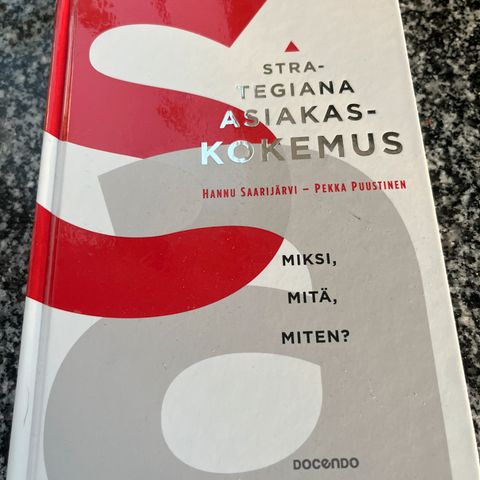 STRA-
TEGIANA
ASIAKAS-
KOKEMUS
HANNU SAARIJÄRVI – PEKKA PUUSTINEN
MIKSI,
MITÄ,
MITEN?
DOCENDO